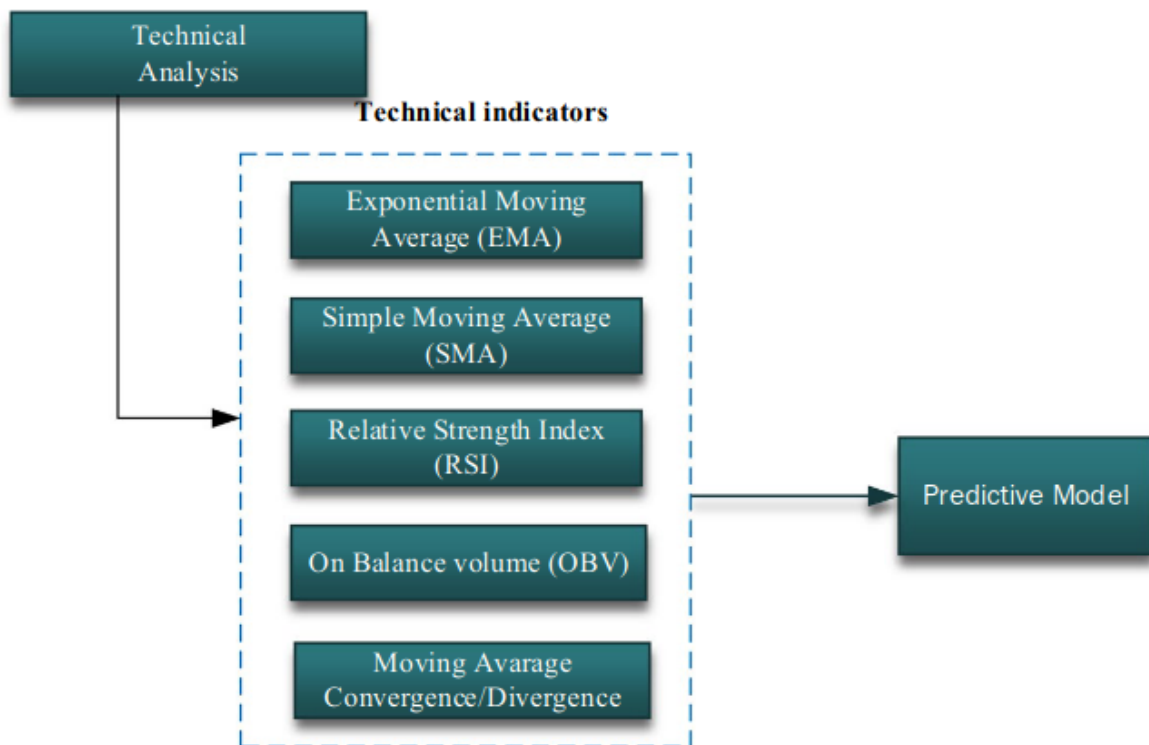 Technical
Analysis
Technical indicators
Exponential Moving
Average (EMA)
Simple Moving Average
(SMA)
Relative Strength Index
(RSI)
On Balance volume (OBV)
Moving Avarage
Convergence/Divergence
Predictive Model